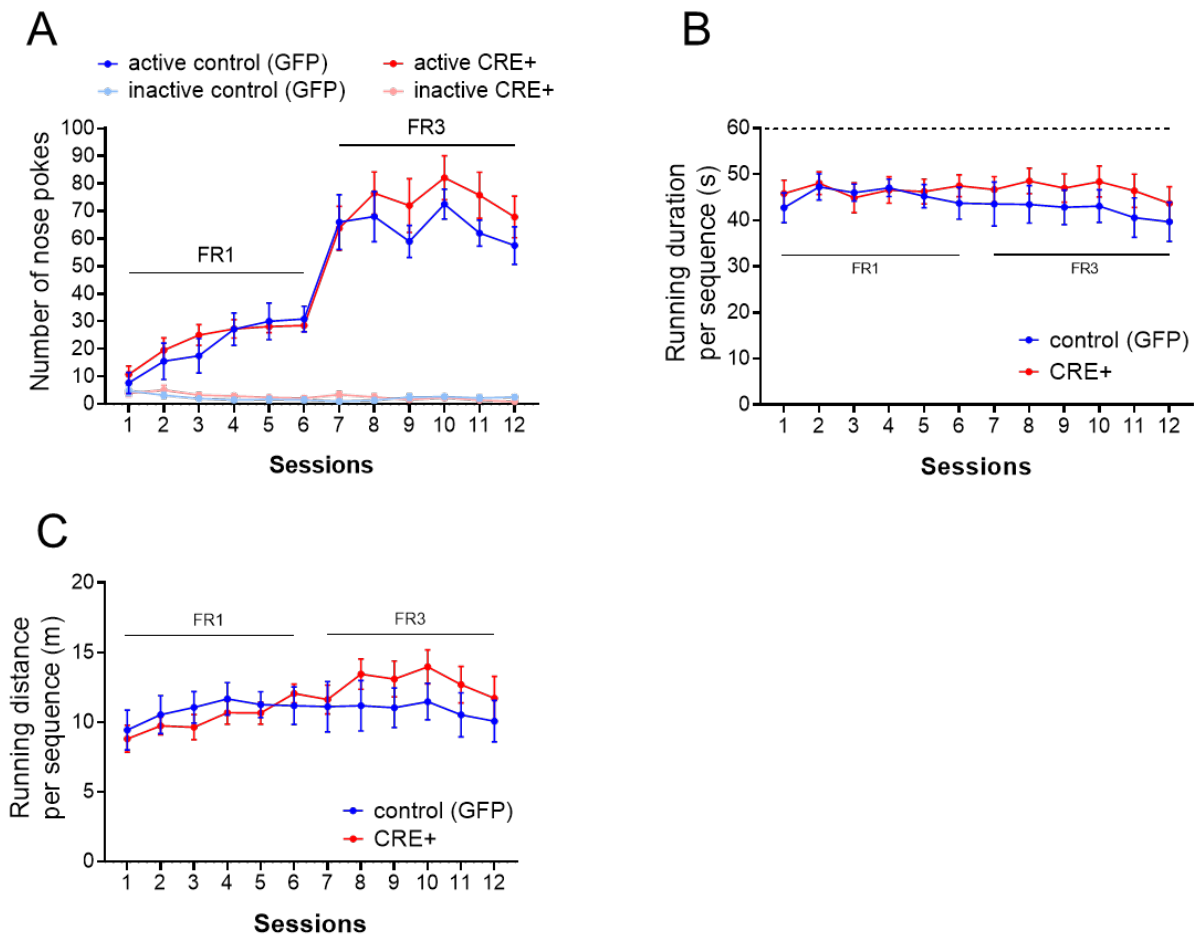 A
active control (GFP)
active CRE+
inactive control (GFP)
inactive CRE+
Number of nose pokes
100
90
80
70
60
50
40
30
20
10
0
FR1
FR3
1 2 3 4 5 6 7 8 9 10 11 12
Sessions
B
Running duration
per sequence (s)
60
50
40
30
20
10
0
FR1
FR3
control (GFP)
CRE+
1 2 3 4 5 6 7 8 9 10 11 12
Sessions
C
Running distance
per sequence (m)
20
15
10
5
0
FR1
FR3
control (GFP)
CRE+
1 2 3 4 5 6 7 8 9 10 11 12
Sessions